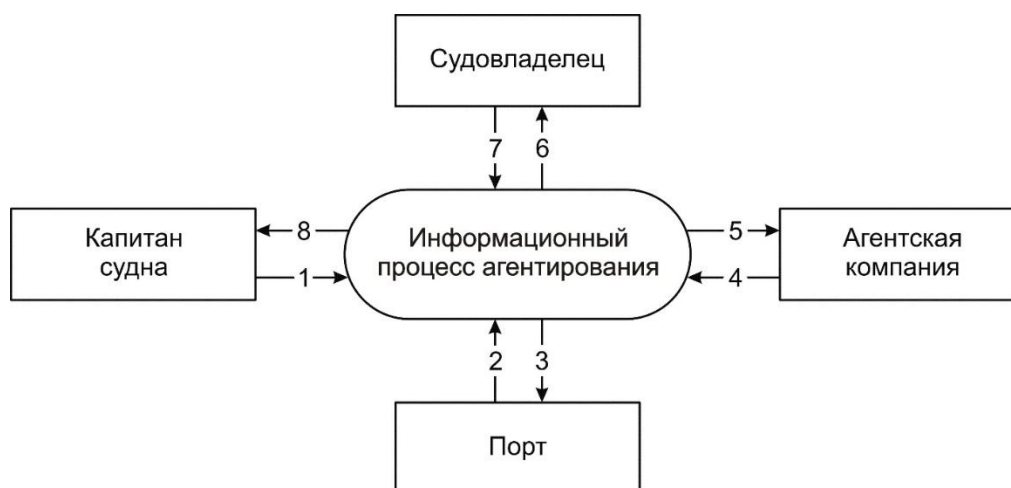 Судовладелец
7
6
Капитан
судна
8
1
Информационный
процесс агентирования
5
4
Агентская
компания
2
3
Порт